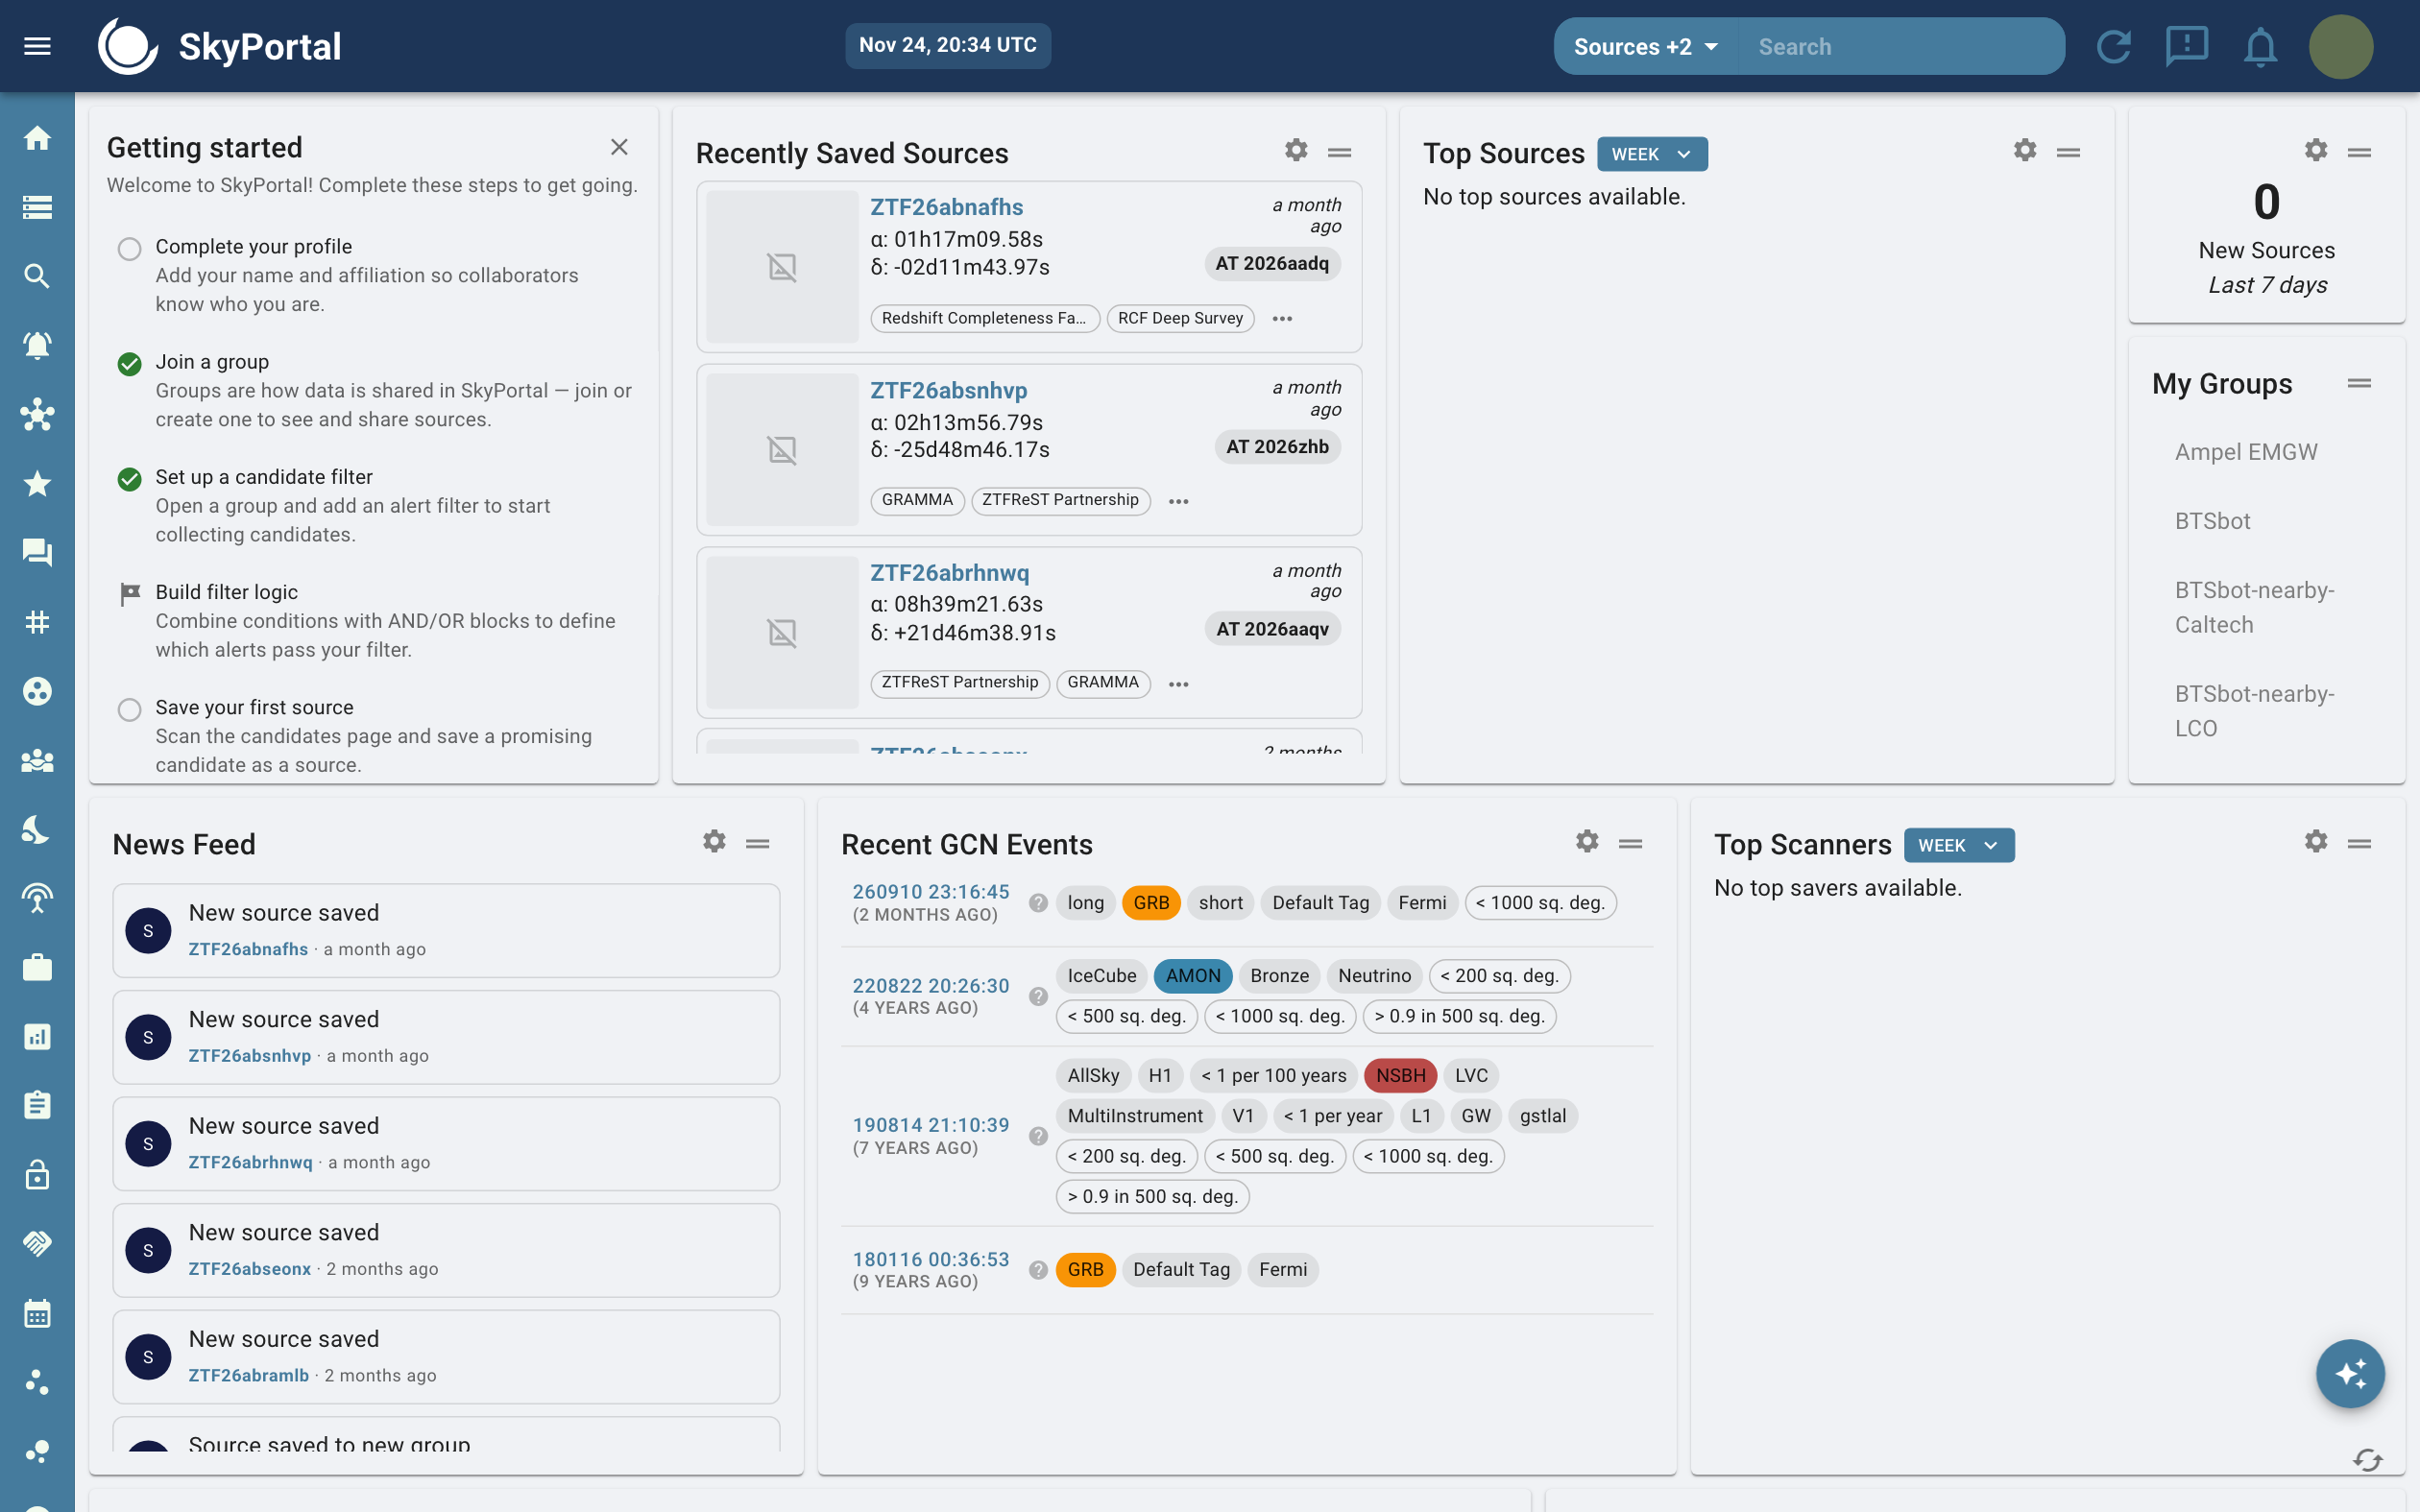 SkyPortal
Nov 24, 20:34 UTC
Sources +2
Search
Getting started
Welcome to SkyPortal! Complete these steps to get going.
Complete your profile
Add your name and affiliation so collaborators
know who you are.
Join a group
Groups are how data is shared in SkyPortal — join or
create one to see and share sources.
Set up a candidate filter
Open a group and add an alert filter to start
collecting candidates.
Build filter logic
Combine conditions with AND/OR blocks to define
which alerts pass your filter.
Save your first source
Scan the candidates page and save a promising
candidate as a source.
Recently Saved Sources
ZTF26abnafhs
a month
ago
α: 01h17m09.58s
δ: -02d11m43.97s
AT 2026aadq
Redshift Completeness Fa...
RCF Deep Survey
ZTF26absnhvp
a month
ago
α: 02h13m56.79s
δ: -25d48m46.17s
AT 2026zhb
GRAMMA
ZTFReST Partnership
ZTF26abrhnwq
a month
ago
α: 08h39m21.63s
δ: +21d46m38.91s
AT 2026aaqv
ZTFReST Partnership
GRAMMA
ZTF26abseonx
2 months
Top Sources
WEEK
No top sources available.
0
New Sources
Last 7 days
My Groups
Ampel EMGW
BTSbot
BTSbot-nearby-
Caltech
BTSbot-nearby-
LCO
News Feed
S
New source saved
ZTF26abnafhs · a month ago
S
New source saved
ZTF26absnhvp · a month ago
S
New source saved
ZTF26abrhnwq · a month ago
S
New source saved
ZTF26abseonx · 2 months ago
S
New source saved
ZTF26abramlb · 2 months ago
Source saved to new group
Recent GCN Events
260910 23:16:45
(2 MONTHS AGO)
long GRB short Default Tag Fermi < 1000 sq. deg.
220822 20:26:30
(4 YEARS AGO)
IceCube AMON Bronze Neutrino < 200 sq. deg.
< 500 sq. deg. < 1000 sq. deg. > 0.9 in 500 sq. deg.
190814 21:10:39
(7 YEARS AGO)
AllSky H1 < 1 per 100 years NSBH LVC
MultiInstrument V1 < 1 per year L1 GW gstlal
< 200 sq. deg. < 500 sq. deg. < 1000 sq. deg.
> 0.9 in 500 sq. deg.
180116 00:36:53
(9 YEARS AGO)
GRB Default Tag Fermi
Top Scanners
WEEK
No top savers available.